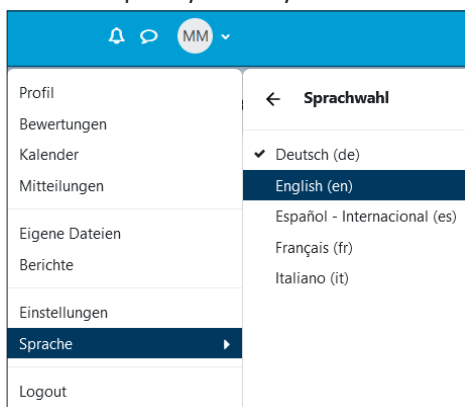 MM
Profil
Bewertungen
Kalender
Mitteilungen
Eigene Dateien
Berichte
Einstellungen
Sprache
Logout
Sprachwahl
Deutsch (de)
English (en)
Español - Internacional (es)
Français (fr)
Italiano (it)